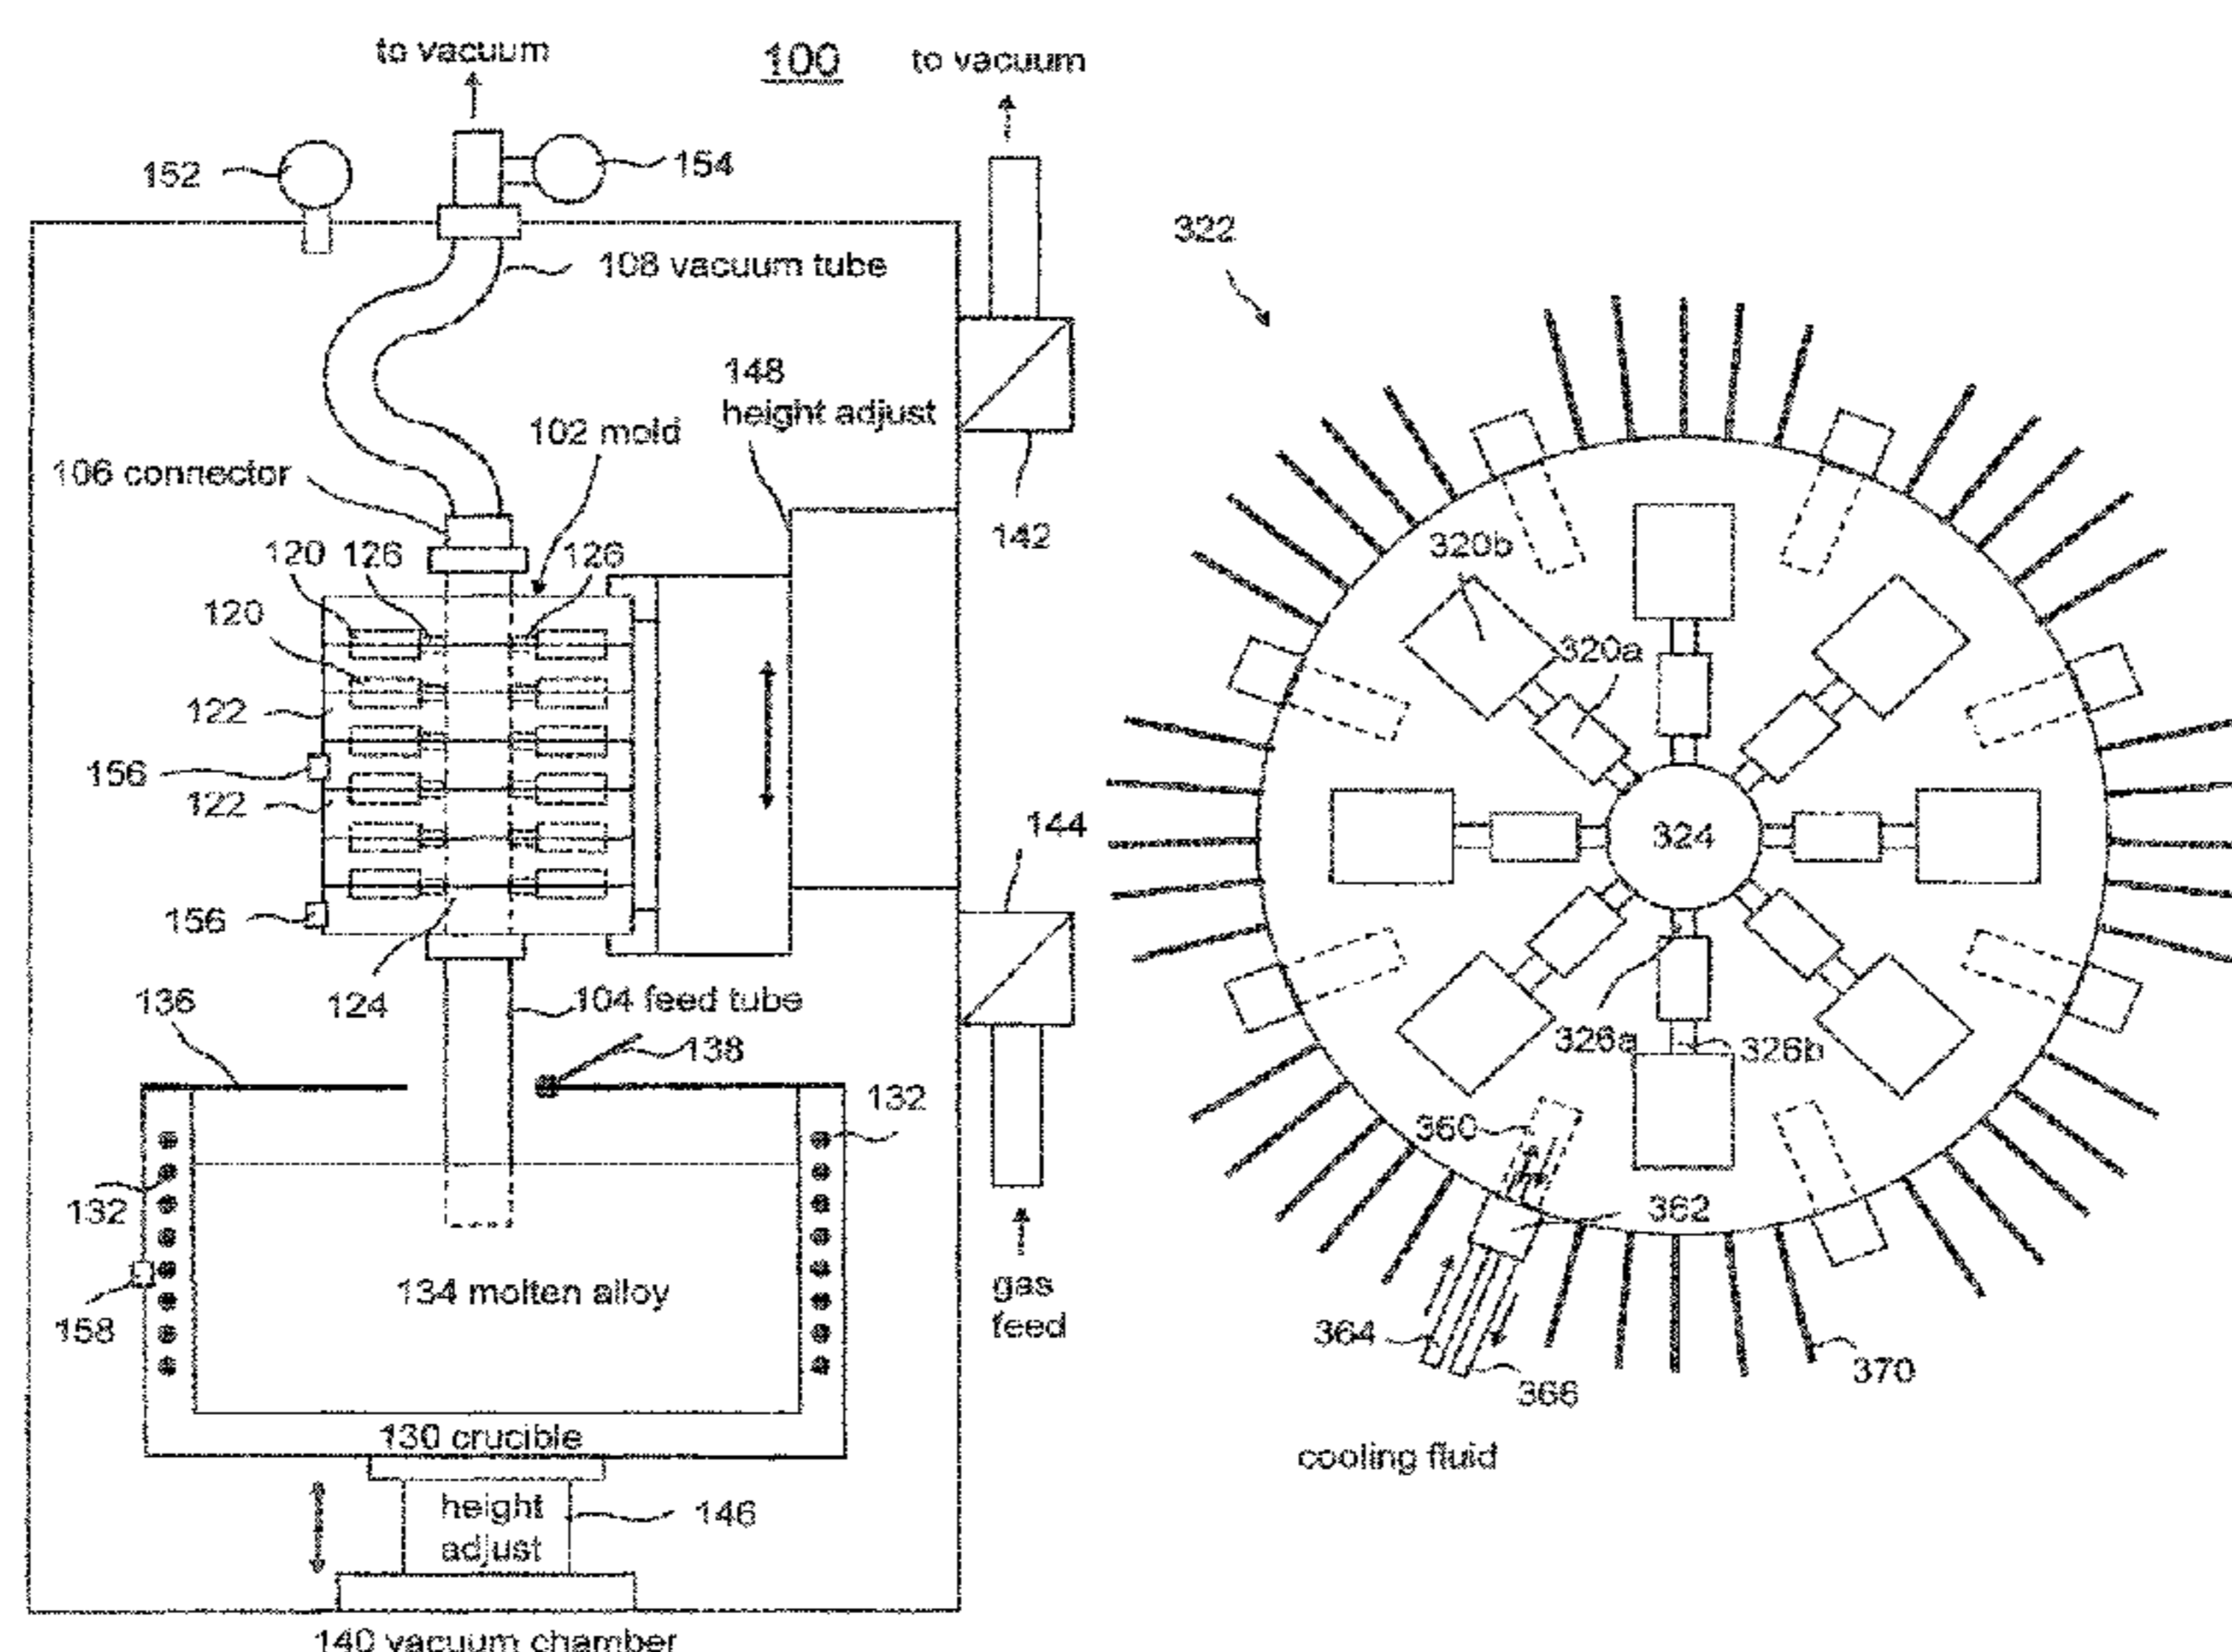 to vacuum
100
to vacuum
152
154
108 vacuum tube
322
148
height adjust
102 mold
106 connector
142
120
126
126
120
122
156
122
156
124
104 feed tube
144
136
138
132
132
134 molten alloy
158
gas
feed
130 crucible
height
adjust
146
140 vacuum chamber
320b
320a
324
326a
326b
360
362
364
366
370
cooling fluid